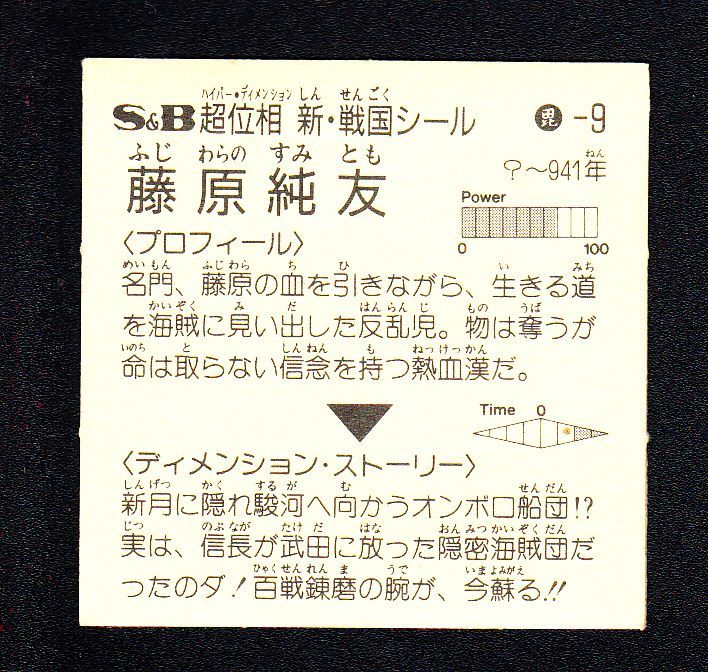 ハイパー・ディメンション しん せんごく
S&B超位相 新・戦国シール 毘-9
ふじ わらの すみ とも
藤原純友
ねん
?〜941年
Power
0 100
〈プロフィール〉
めいもん ふじわら ち ひ い みち
名門、藤原の血を引きながら、生きる道
かいぞく み だ はんらんじ もの うば
を海賊に見い出した反乱児。物は奪うが
いのち と しんねん も ねっけっかん
命は取らない信念を持つ熱血漢だ。
Time 0
〈ディメンション・ストーリー〉
しんげつ かく するが む せんだん
新月に隠れ駿河へ向かうオンボロ船団!?
じつ のぶなが たけだ はな おんみつかいぞくだん
実は、信長が武田に放った隠密海賊団だ
ひゃくせんれんま うで いまよみがえ
ったのダ!百戦錬磨の腕が、今蘇る!!